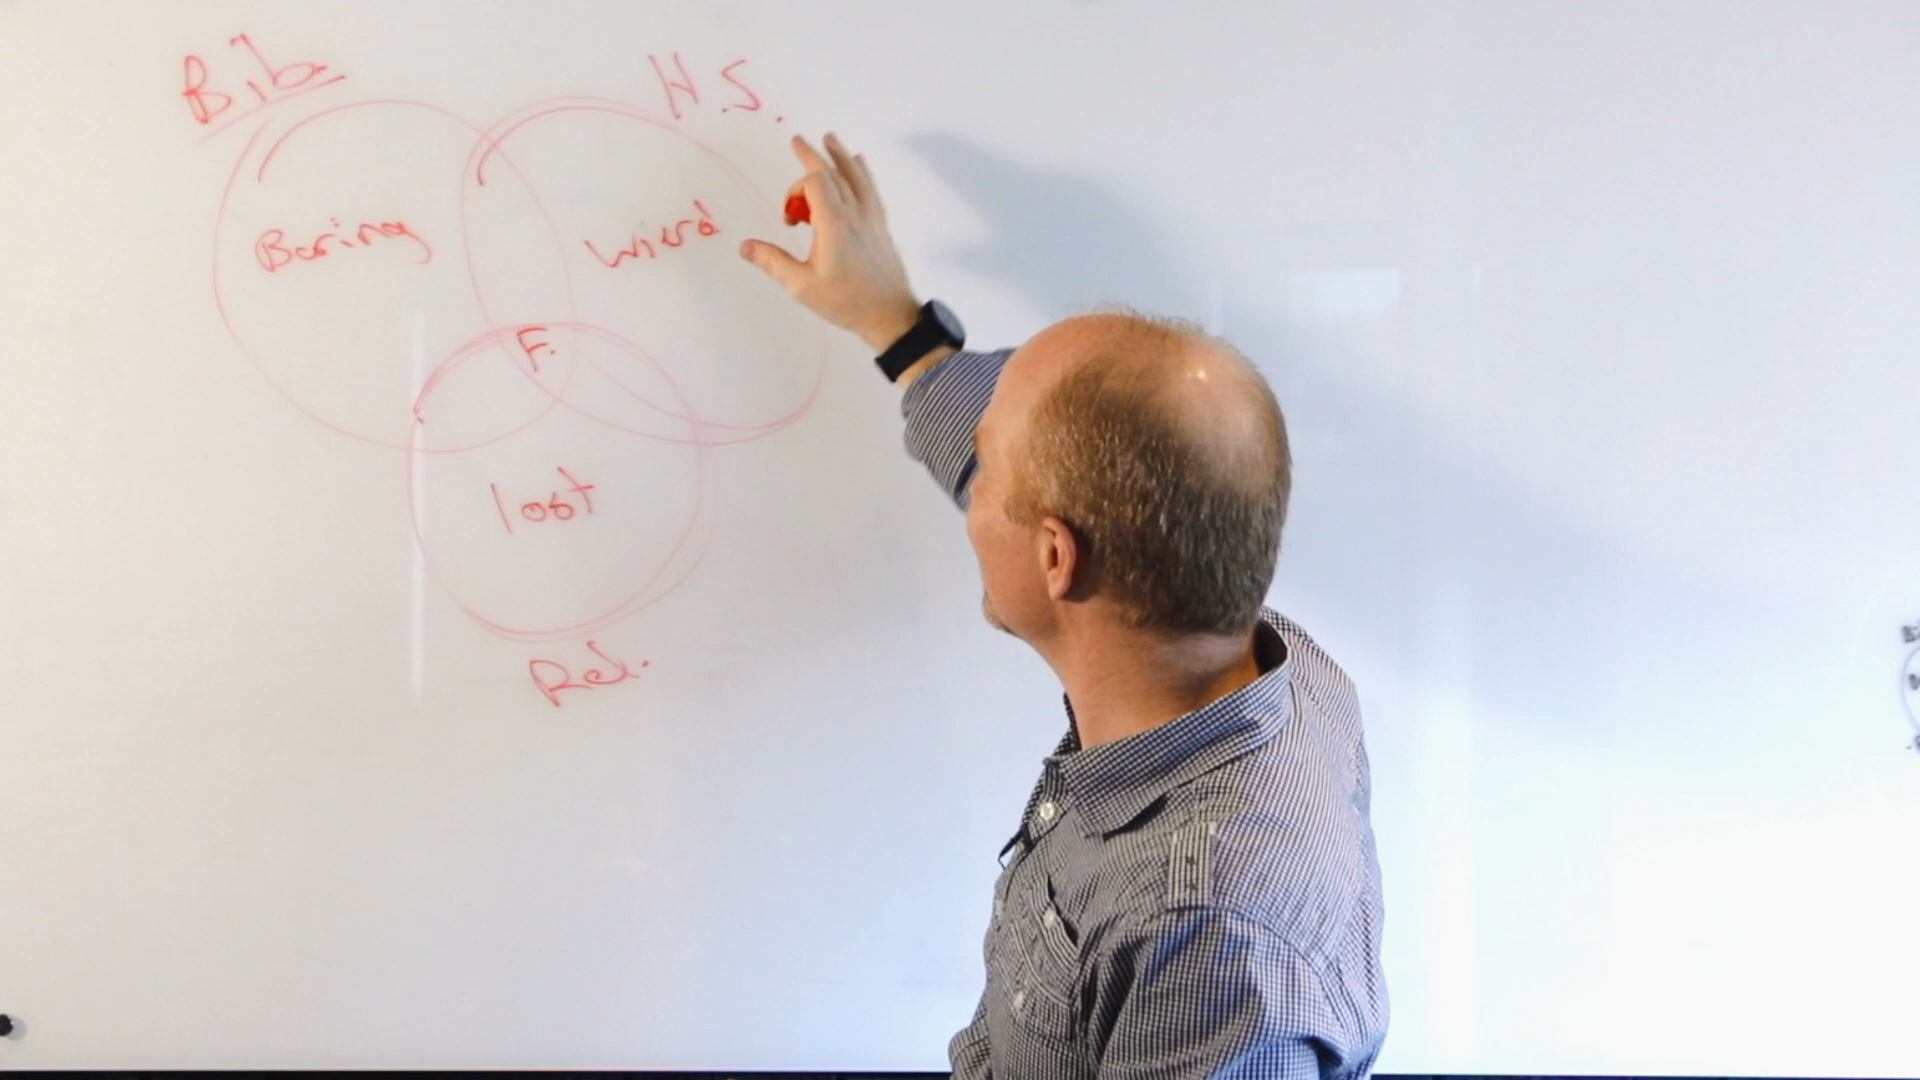 Bib.
H.S.
Boring
Wierd
F.
lost
Rel.